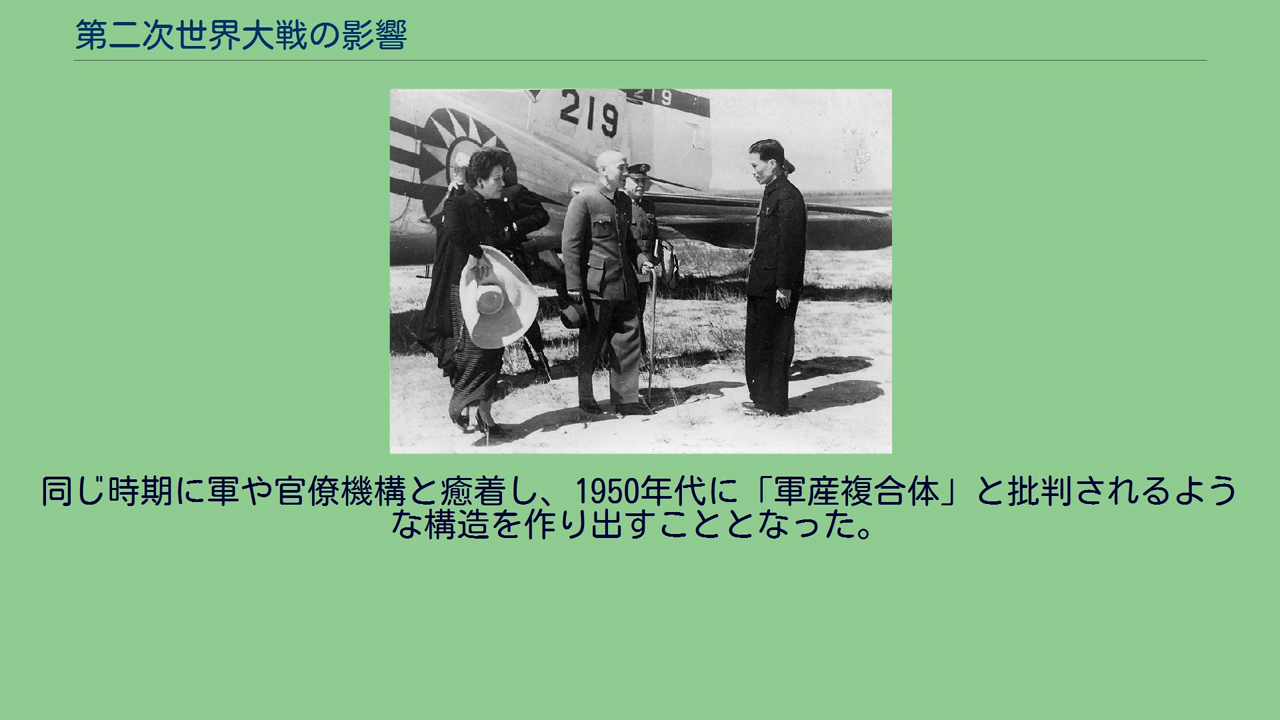 第二次世界大戦の影響
219
219
同じ時期に軍や官僚機構と癒着し、1950年代に「軍産複合体」と批判されるよう
な構造を作り出すこととなった。